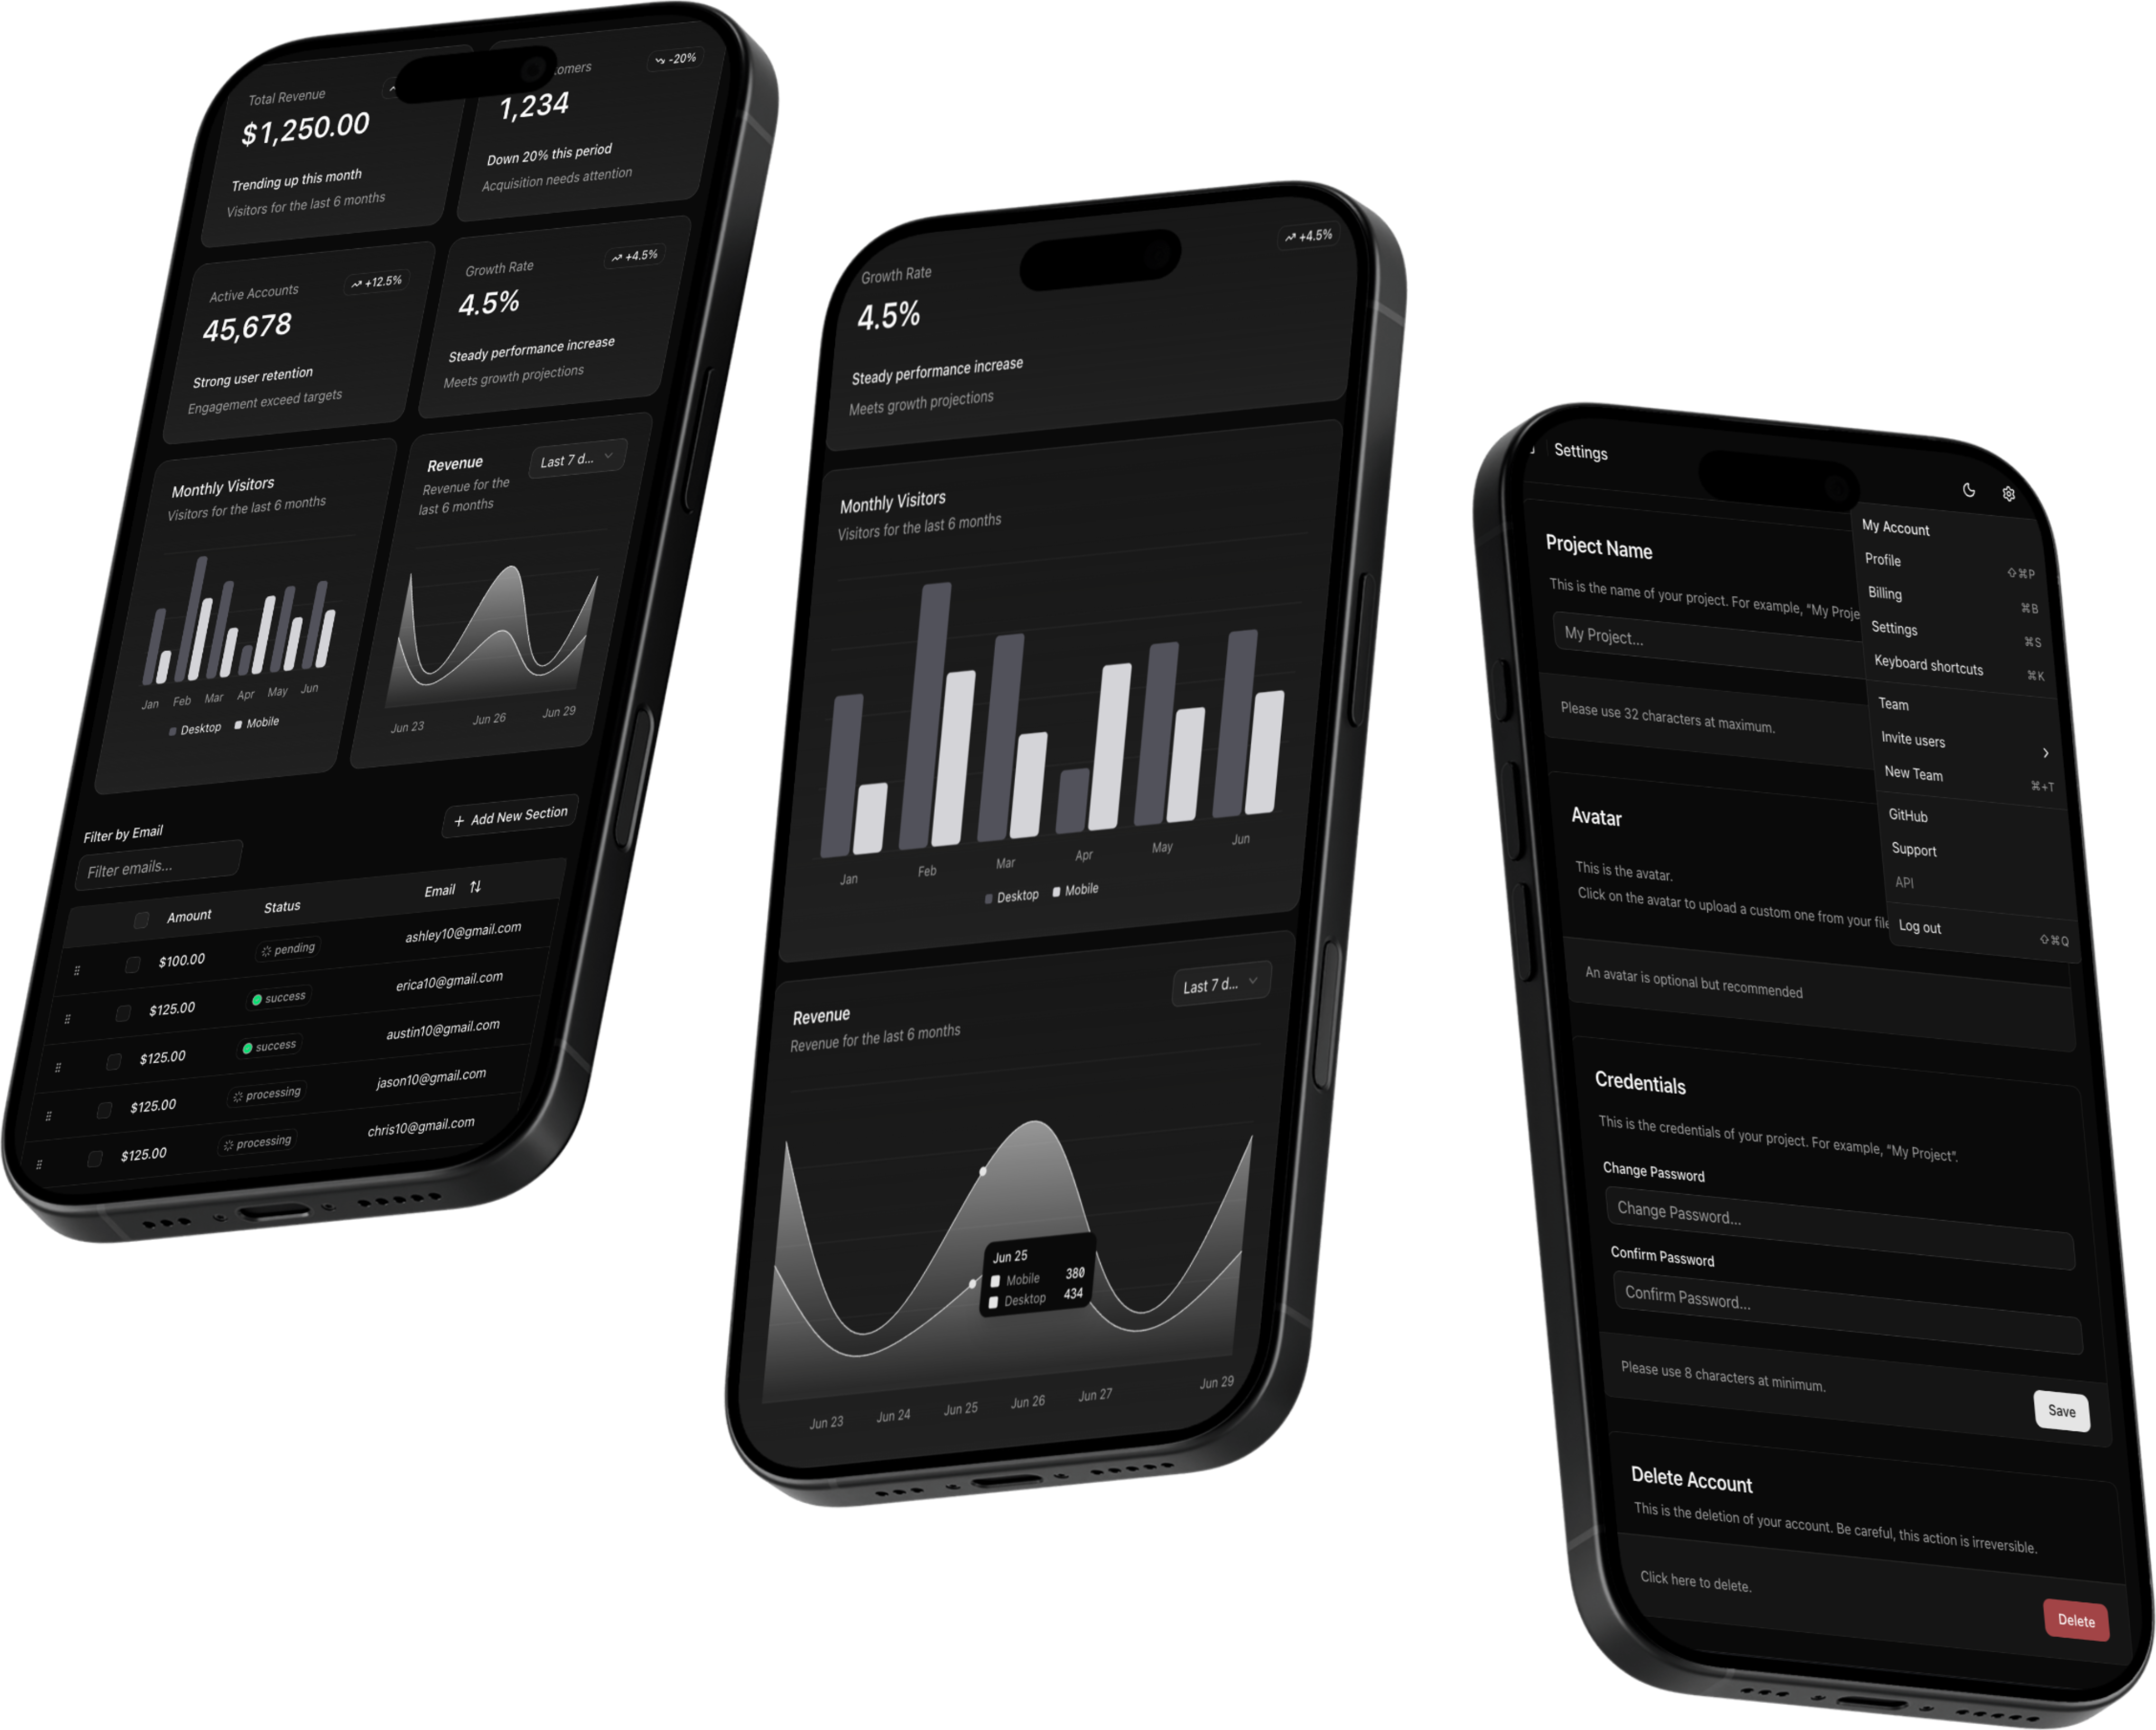 Total Revenue
$1,250.00
Trending up this month
Visitors for the last 6 months
-20%
1,234
Down 20% this period
Acquisition needs attention
Active Accounts
+12.5%
45,678
Strong user retention
Engagement exceed targets
Growth Rate
+4.5%
4.5%
Steady performance increase
Meets growth projections
Monthly Visitors
Visitors for the last 6 months
Jan Feb Mar Apr May Jun
Desktop Mobile
Revenue
Last 7 d...
Revenue for the
last 6 months
Jun 23 Jun 26 Jun 29
Filter by Email
+ Add New Section
Filter emails...
Amount Status Email
$100.00 pending ashley10@gmail.com
$125.00 success erica10@gmail.com
$125.00 success austin10@gmail.com
$125.00 processing jason10@gmail.com
$125.00 processing chris10@gmail.com
Growth Rate
+4.5%
4.5%
Steady performance increase
Meets growth projections
Monthly Visitors
Visitors for the last 6 months
Jan Feb Mar Apr May Jun
Desktop Mobile
Revenue
Last 7 d...
Revenue for the last 6 months
Jun 25
Mobile 380
Desktop 434
Jun 23 Jun 24 Jun 25 Jun 26 Jun 27 Jun 29
Settings
Project Name
This is the name of your project. For example, "My Proje
My Project...
Please use 32 characters at maximum.
My Account
Profile ⇧⌘P
Billing ⌘B
Settings ⌘S
Keyboard shortcuts ⌘K
Team
Invite users
New Team ⌘+T
GitHub
Support
API
Log out ⇧⌘Q
Avatar
This is the avatar.
Click on the avatar to upload a custom one from your file
An avatar is optional but recommended
Credentials
This is the credentials of your project. For example, "My Project".
Change Password
Change Password...
Confirm Password
Confirm Password...
Please use 8 characters at minimum.
Save
Delete Account
This is the deletion of your account. Be careful, this action is irreversible.
Click here to delete.
Delete